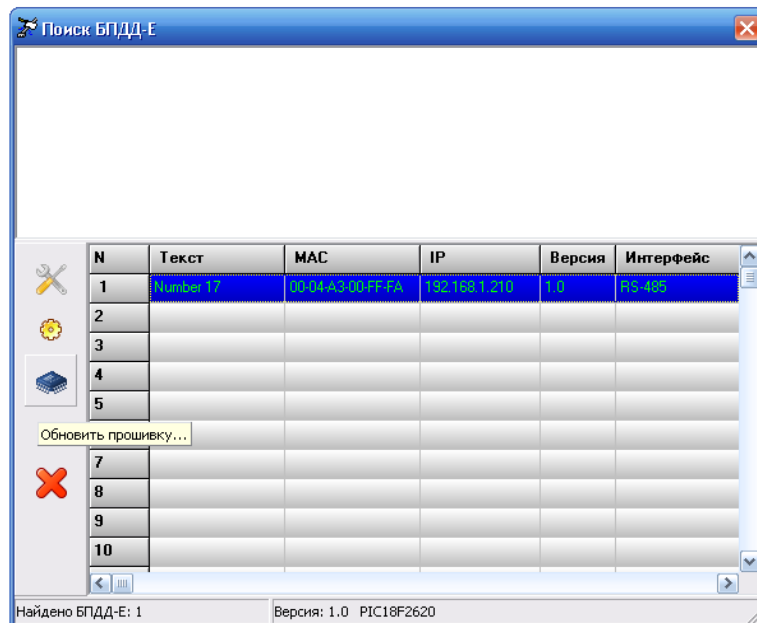 Поиск БПДД-Е
N Текст MAC IP Версия Интерфейс
1 Number 17 00-04-A3-00-FF-FA 192.168.1.210 1.0 RS-485
2
3
4
5
Обновить прошивку...
7
8
9
10
Найдено БПДД-Е: 1 Версия: 1.0 PIC18F2620